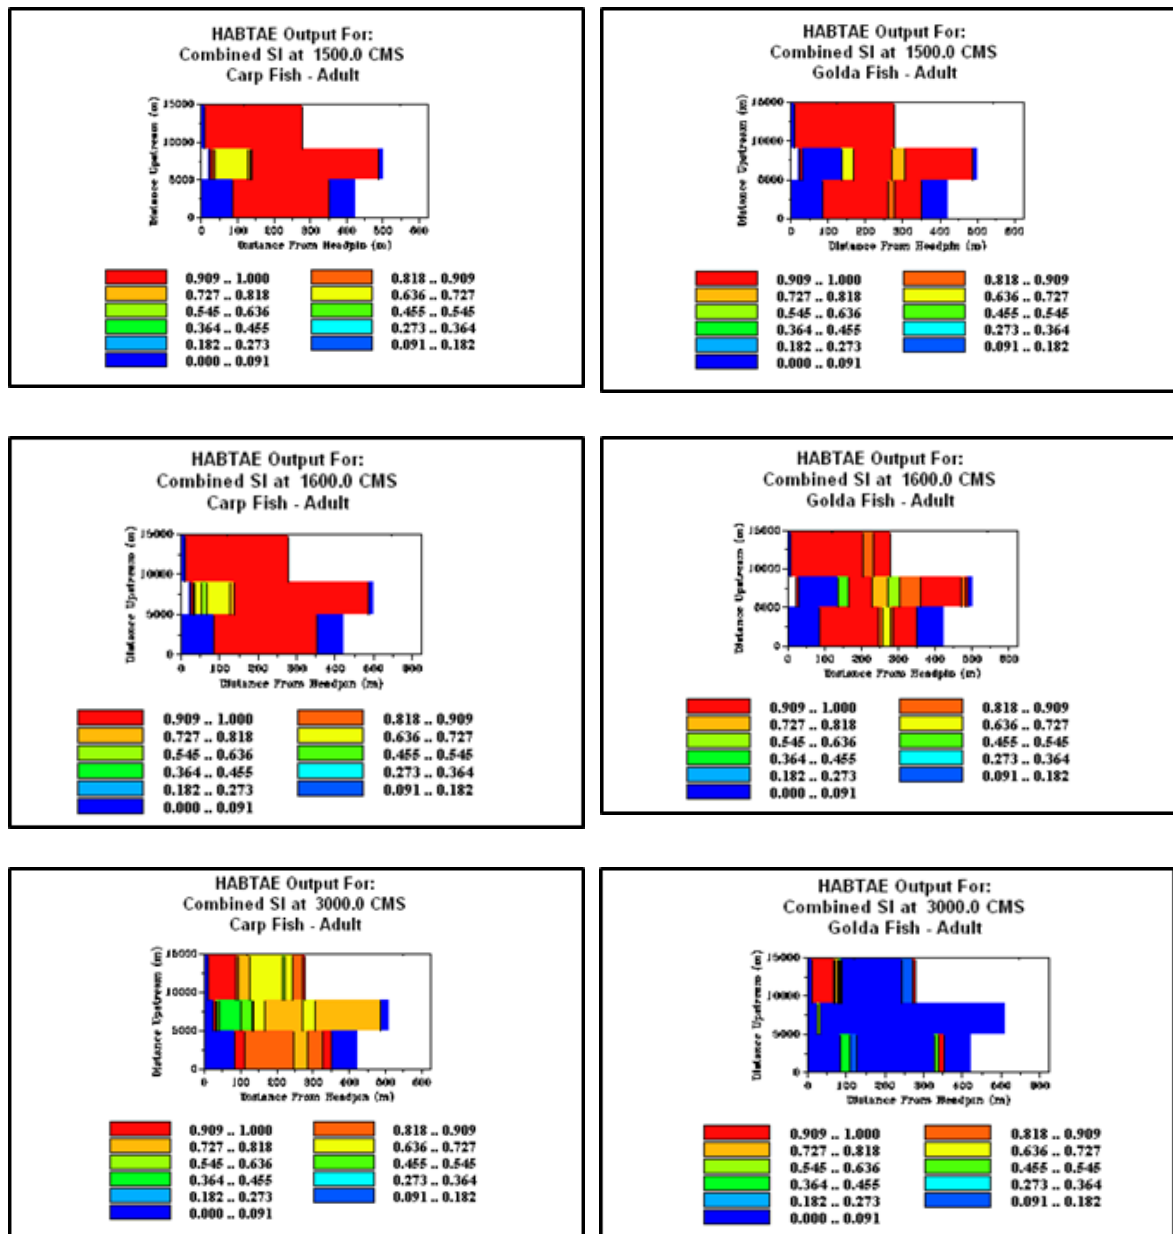 HABTAE Output For:
Combined SI at 1500.0 CMS
Carp Fish - Adult
Distance Upstream (m)
15000
10000
5000
0
0 100 200 300 400 500 600
Distance From Headpin (m)
0.909 .. 1.000 0.818 .. 0.909
0.727 .. 0.818 0.636 .. 0.727
0.545 .. 0.636 0.455 .. 0.545
0.364 .. 0.455 0.273 .. 0.364
0.182 .. 0.273 0.091 .. 0.182
0.000 .. 0.091
HABTAE Output For:
Combined SI at 1500.0 CMS
Golda Fish - Adult
Distance Upstream (m)
15000
10000
5000
0
0 100 200 300 400 500 600
Distance From Headpin (m)
0.909 .. 1.000 0.818 .. 0.909
0.727 .. 0.818 0.636 .. 0.727
0.545 .. 0.636 0.455 .. 0.545
0.364 .. 0.455 0.273 .. 0.364
0.182 .. 0.273 0.091 .. 0.182
0.000 .. 0.091
HABTAE Output For:
Combined SI at 1600.0 CMS
Carp Fish - Adult
Distance Upstream (m)
15000
10000
5000
0
0 100 200 300 400 600 800
Distance From Headpin (m)
0.909 .. 1.000 0.818 .. 0.909
0.727 .. 0.818 0.636 .. 0.727
0.545 .. 0.636 0.455 .. 0.545
0.364 .. 0.455 0.273 .. 0.364
0.182 .. 0.273 0.091 .. 0.182
0.000 .. 0.091
HABTAE Output For:
Combined SI at 1600.0 CMS
Golda Fish - Adult
Distance Upstream (m)
15000
10000
5000
0
0 100 200 300 400 500 600
Distance From Headpin (m)
0.909 .. 1.000 0.818 .. 0.909
0.727 .. 0.818 0.636 .. 0.727
0.545 .. 0.636 0.455 .. 0.545
0.364 .. 0.455 0.273 .. 0.364
0.182 .. 0.273 0.091 .. 0.182
0.000 .. 0.091
HABTAE Output For:
Combined SI at 3000.0 CMS
Carp Fish - Adult
Distance Upstream (m)
15000
10000
5000
0
0 100 200 300 400 500 600
Distance From Headpin (m)
0.909 .. 1.000 0.818 .. 0.909
0.727 .. 0.818 0.636 .. 0.727
0.545 .. 0.636 0.455 .. 0.545
0.364 .. 0.455 0.273 .. 0.364
0.182 .. 0.273 0.091 .. 0.182
0.000 .. 0.091
HABTAE Output For:
Combined SI at 3000.0 CMS
Golda Fish - Adult
Distance Upstream (m)
15000
10000
5000
0
0 100 200 300 400 600 800
Distance From Headpin (m)
0.909 .. 1.000 0.818 .. 0.909
0.727 .. 0.818 0.636 .. 0.727
0.545 .. 0.636 0.455 .. 0.545
0.364 .. 0.455 0.273 .. 0.364
0.182 .. 0.273 0.091 .. 0.182
0.000 .. 0.091